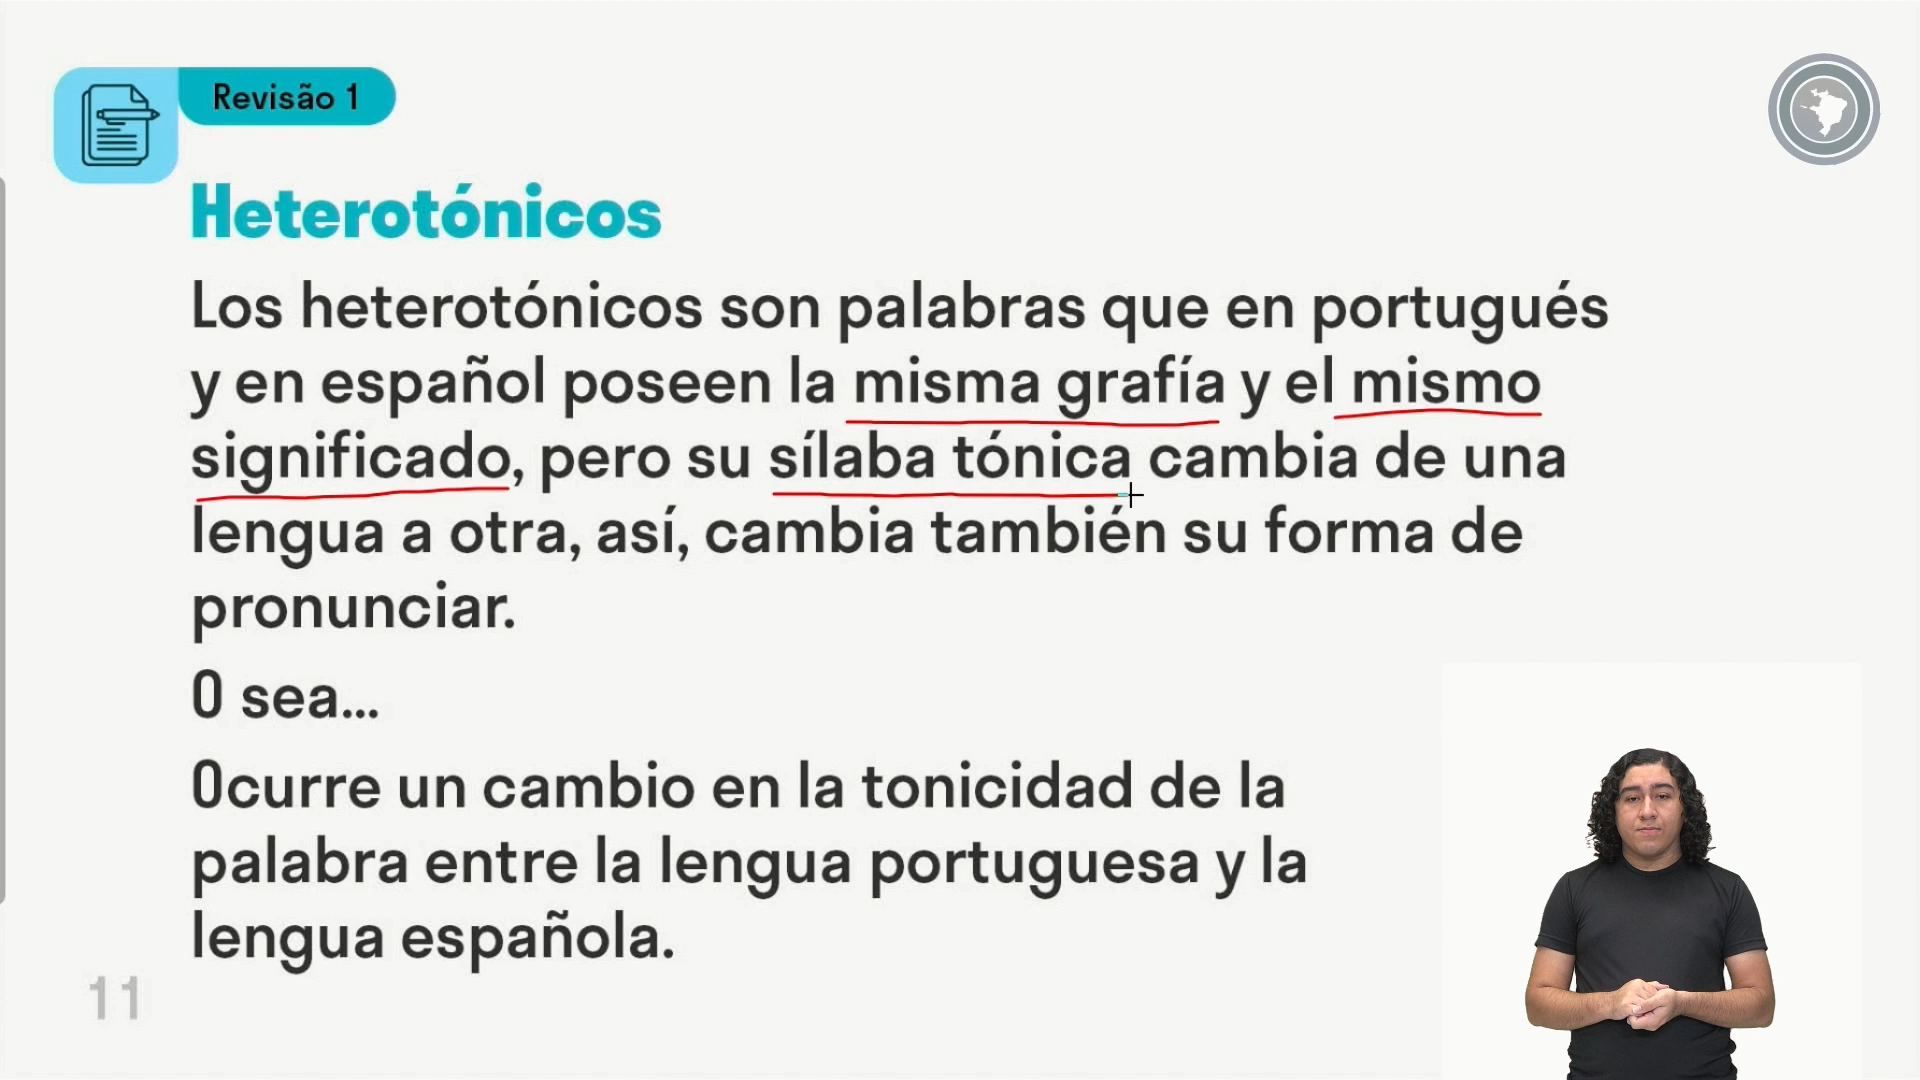 Revisão 1
Heterotónicos
Los heterotónicos son palabras que en portugués
y en español poseen la misma grafía y el mismo
significado, pero su sílaba tónica cambia de una
lengua a otra, así, cambia también su forma de
pronunciar.
O sea...
Ocurre un cambio en la tonicidad de la
palabra entre la lengua portuguesa y la
lengua española.
11